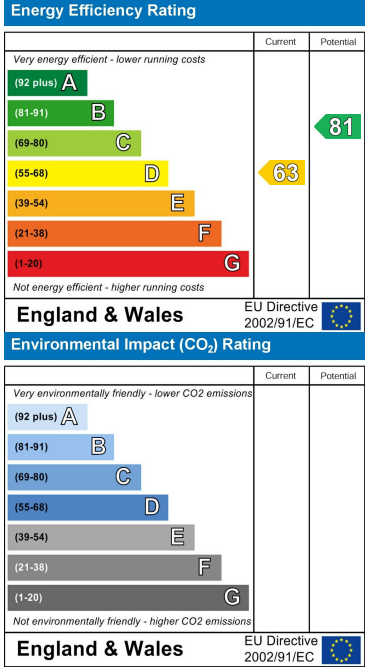 Energy Efficiency Rating
Current Potential
Very energy efficient - lower running costs
(92 plus) A
(81-91) B
81
(69-80) C
(55-68) D
63
(39-54) E
(21-38) F
(1-20) G
Not energy efficient - higher running costs
England & Wales
EU Directive
2002/91/EC
Environmental Impact (CO₂) Rating
Current Potential
Very environmentally friendly - lower CO2 emissions
(92 plus) A
(81-91) B
(69-80) C
(55-68) D
(39-54) E
(21-38) F
(1-20) G
Not environmentally friendly - higher CO2 emissions
England & Wales
EU Directive
2002/91/EC